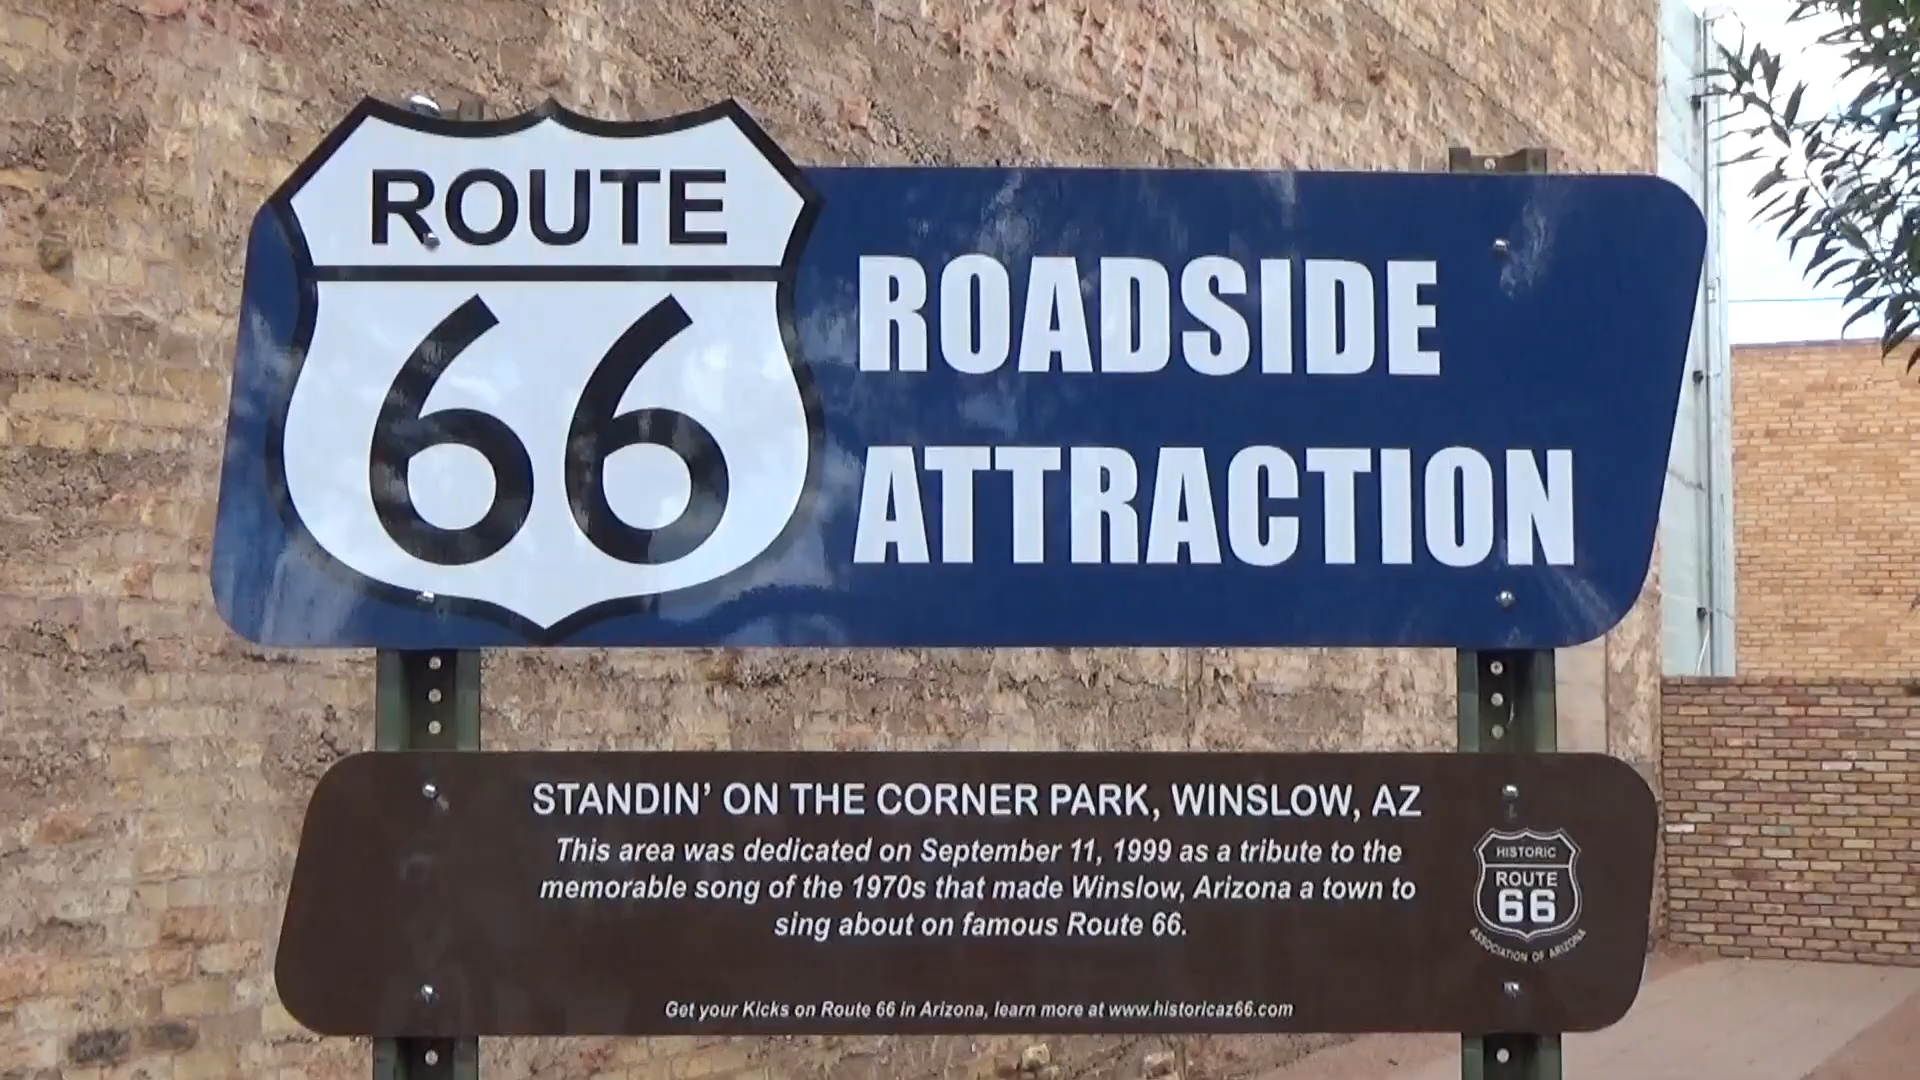 ROUTE
66
ROADSIDE
ATTRACTION
STANDIN’ ON THE CORNER PARK, WINSLOW, AZ
This area was dedicated on September 11, 1999 as a tribute to the
memorable song of the 1970s that made Winslow, Arizona a town to
sing about on famous Route 66.
Get your Kicks on Route 66 in Arizona, learn more at www.historicaz66.com
HISTORIC
ROUTE
66
ASSOCIATION OF ARIZONA